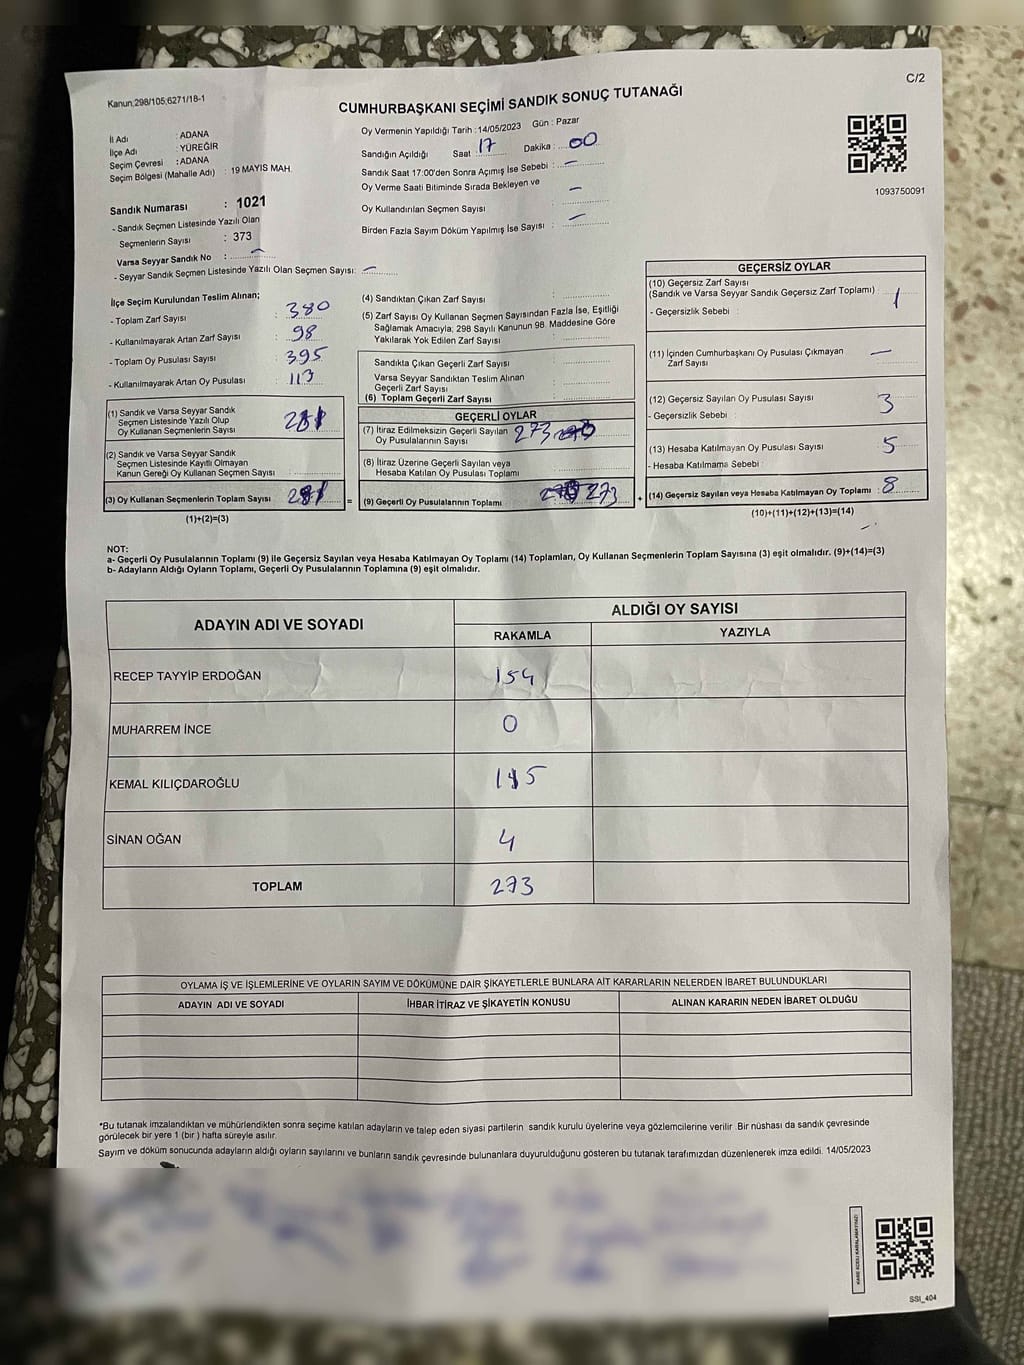 C/2
Kanun;298/105;6271/18-1
CUMHURBAŞKANI SEÇİMİ SANDIK SONUÇ TUTANAĞI
İl Adı : ADANA
İlçe Adı : YÜREĞİR
Seçim Çevresi : ADANA
Seçim Bölgesi (Mahalle Adı) : 19 MAYIS MAH.
Sandık Numarası : 1021
- Sandık Seçmen Listesinde Yazılı Olan
Seçmenlerin Sayısı : 373
Varsa Seyyar Sandık No : —
- Seyyar Sandık Seçmen Listesinde Yazılı Olan Seçmen Sayısı: —
Oy Vermenin Yapıldığı Tarih : 14/05/2023 Gün : Pazar
Sandığın Açıldığı Saat 17 Dakika : 00
Sandık Saat 17:00'den Sonra Açımış İse Sebebi : —
Oy Verme Saati Bitiminde Sırada Bekleyen ve
Oy Kullandırılan Seçmen Sayısı : —
Birden Fazla Sayım Döküm Yapılmış İse Sayısı : —
1093750091
İlçe Seçim Kurulundan Teslim Alınan;
- Toplam Zarf Sayısı : 380
- Kullanılmayarak Artan Zarf Sayısı : 98
- Toplam Oy Pusulası Sayısı : 395
- Kullanılmayarak Artan Oy Pusulası : 113
(1) Sandık ve Varsa Seyyar Sandık
Seçmen Listesinde Yazılı Olup
Oy Kullanan Seçmenlerin Sayısı 281
(2) Sandık ve Varsa Seyyar Sandık
Seçmen Listesinde Kayıtlı Olmayan
Kanun Gereği Oy Kullanan Seçmen Sayısı :
(3) Oy Kullanan Seçmenlerin Toplam Sayısı 281 =
(1)+(2)=(3)
(4) Sandıktan Çıkan Zarf Sayısı :
(5) Zarf Sayısı Oy Kullanan Seçmen Sayısından Fazla İse, Eşitliği
Sağlamak Amacıyla; 298 Sayılı Kanunun 98. Maddesine Göre
Yakılarak Yok Edilen Zarf Sayısı :
Sandıkta Çıkan Geçerli Zarf Sayısı :
Varsa Seyyar Sandıktan Teslim Alınan
Geçerli Zarf Sayısı :
(6) Toplam Geçerli Zarf Sayısı :
GEÇERLİ OYLAR
(7) İtiraz Edilmeksizin Geçerli Sayılan
Oy Pusulalarının Sayısı 273
(8) İtiraz Üzerine Geçerli Sayılan veya
Hesaba Katılan Oy Pusulası Toplamı :
(9) Geçerli Oy Pusulalarının Toplamı 273 +
GEÇERSİZ OYLAR
(10) Geçersiz Zarf Sayısı
(Sandık ve Varsa Seyyar Sandık Geçersiz Zarf Toplamı) : 1
- Geçersizlik Sebebi :
(11) İçinden Cumhurbaşkanı Oy Pusulası Çıkmayan
Zarf Sayısı —
(12) Geçersiz Sayılan Oy Pusulası Sayısı 3
- Geçersizlik Sebebi :
(13) Hesaba Katılmayan Oy Pusulası Sayısı 5
- Hesaba Katılmama Sebebi :
(14) Geçersiz Sayılan veya Hesaba Katılmayan Oy Toplamı : 8
(10)+(11)+(12)+(13)=(14)
NOT:
a- Geçerli Oy Pusulalarının Toplamı (9) ile Geçersiz Sayılan veya Hesaba Katılmayan Oy Toplamı (14) Toplamları, Oy Kullanan Seçmenlerin Toplam Sayısına (3) eşit olmalıdır. (9)+(14)=(3)
b- Adayların Aldığı Oyların Toplamı, Geçerli Oy Pusulalarının Toplamına (9) eşit olmalıdır.
ADAYIN ADI VE SOYADI
ALDIĞI OY SAYISI
RAKAMLA YAZIYLA
RECEP TAYYİP ERDOĞAN 154
MUHARREM İNCE 0
KEMAL KILIÇDAROĞLU 115
SİNAN OĞAN 4
TOPLAM 273
OYLAMA İŞ VE İŞLEMLERİNE VE OYLARIN SAYIM VE DÖKÜMÜNE DAİR ŞİKAYETLERLE BUNLARA AİT KARARLARIN NELERDEN İBARET BULUNDUKLARI
ADAYIN ADI VE SOYADI İHBAR İTİRAZ VE ŞİKAYETİN KONUSU ALINAN KARARIN NEDEN İBARET OLDUĞU
*Bu tutanak imzalandıktan ve mühürlendikten sonra seçime katılan adayların ve talep eden siyasi partilerin sandık kurulu üyelerine veya gözlemcilerine verilir .Bir nüshası da sandık çevresinde
görülecek bir yere 1 (bir ) hafta süreyle asılır.
Sayım ve döküm sonucunda adayların aldığı oyların sayılarını ve bunların sandık çevresinde bulunanlara duyurulduğunu gösteren bu tutanak tarafımızdan düzenlenerek imza edildi. 14/05/2023
SSI_404